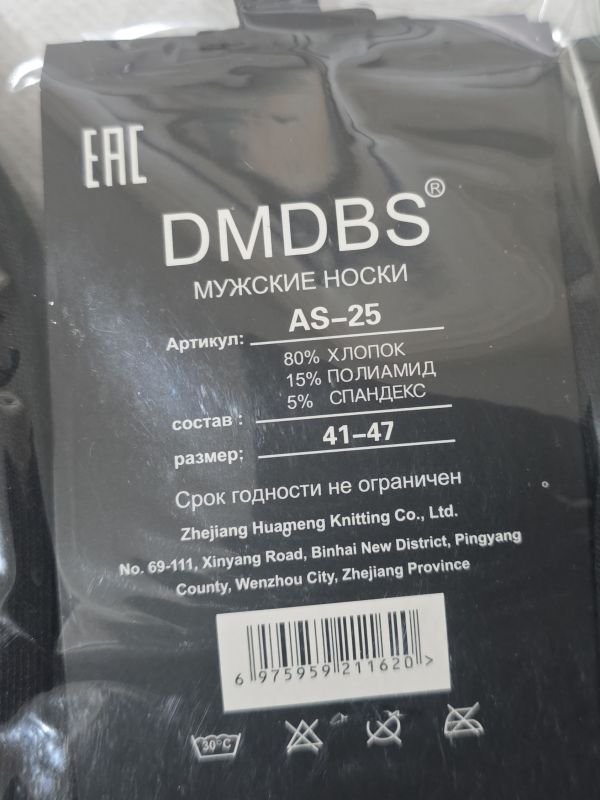 EAC
DMDBS®
МУЖСКИЕ НОСКИ
Артикул: AS-25
80% ХЛОПОК
15% ПОЛИАМИД
5% СПАНДЕКС
состав :
размер: 41-47
Срок годности не ограничен
Zhejiang Huameng Knitting Co., Ltd.
No. 69-111, Xinyang Road, Binhai New District, Pingyang
County, Wenzhou City, Zhejiang Province
6 975959 211620 >
30°C